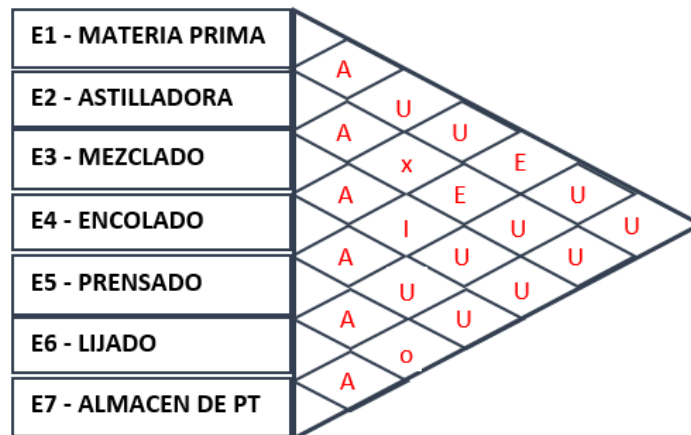 E1 - MATERIA PRIMA
A
E2 - ASTILLADORA
U
A
U
E3 - MEZCLADO
x
E
A
E
U
E4 - ENCOLADO
I
U
U
A
U
U
E5 - PRENSADO
U
U
A
U
E6 - LIJADO
o
A
E7 - ALMACEN DE PT